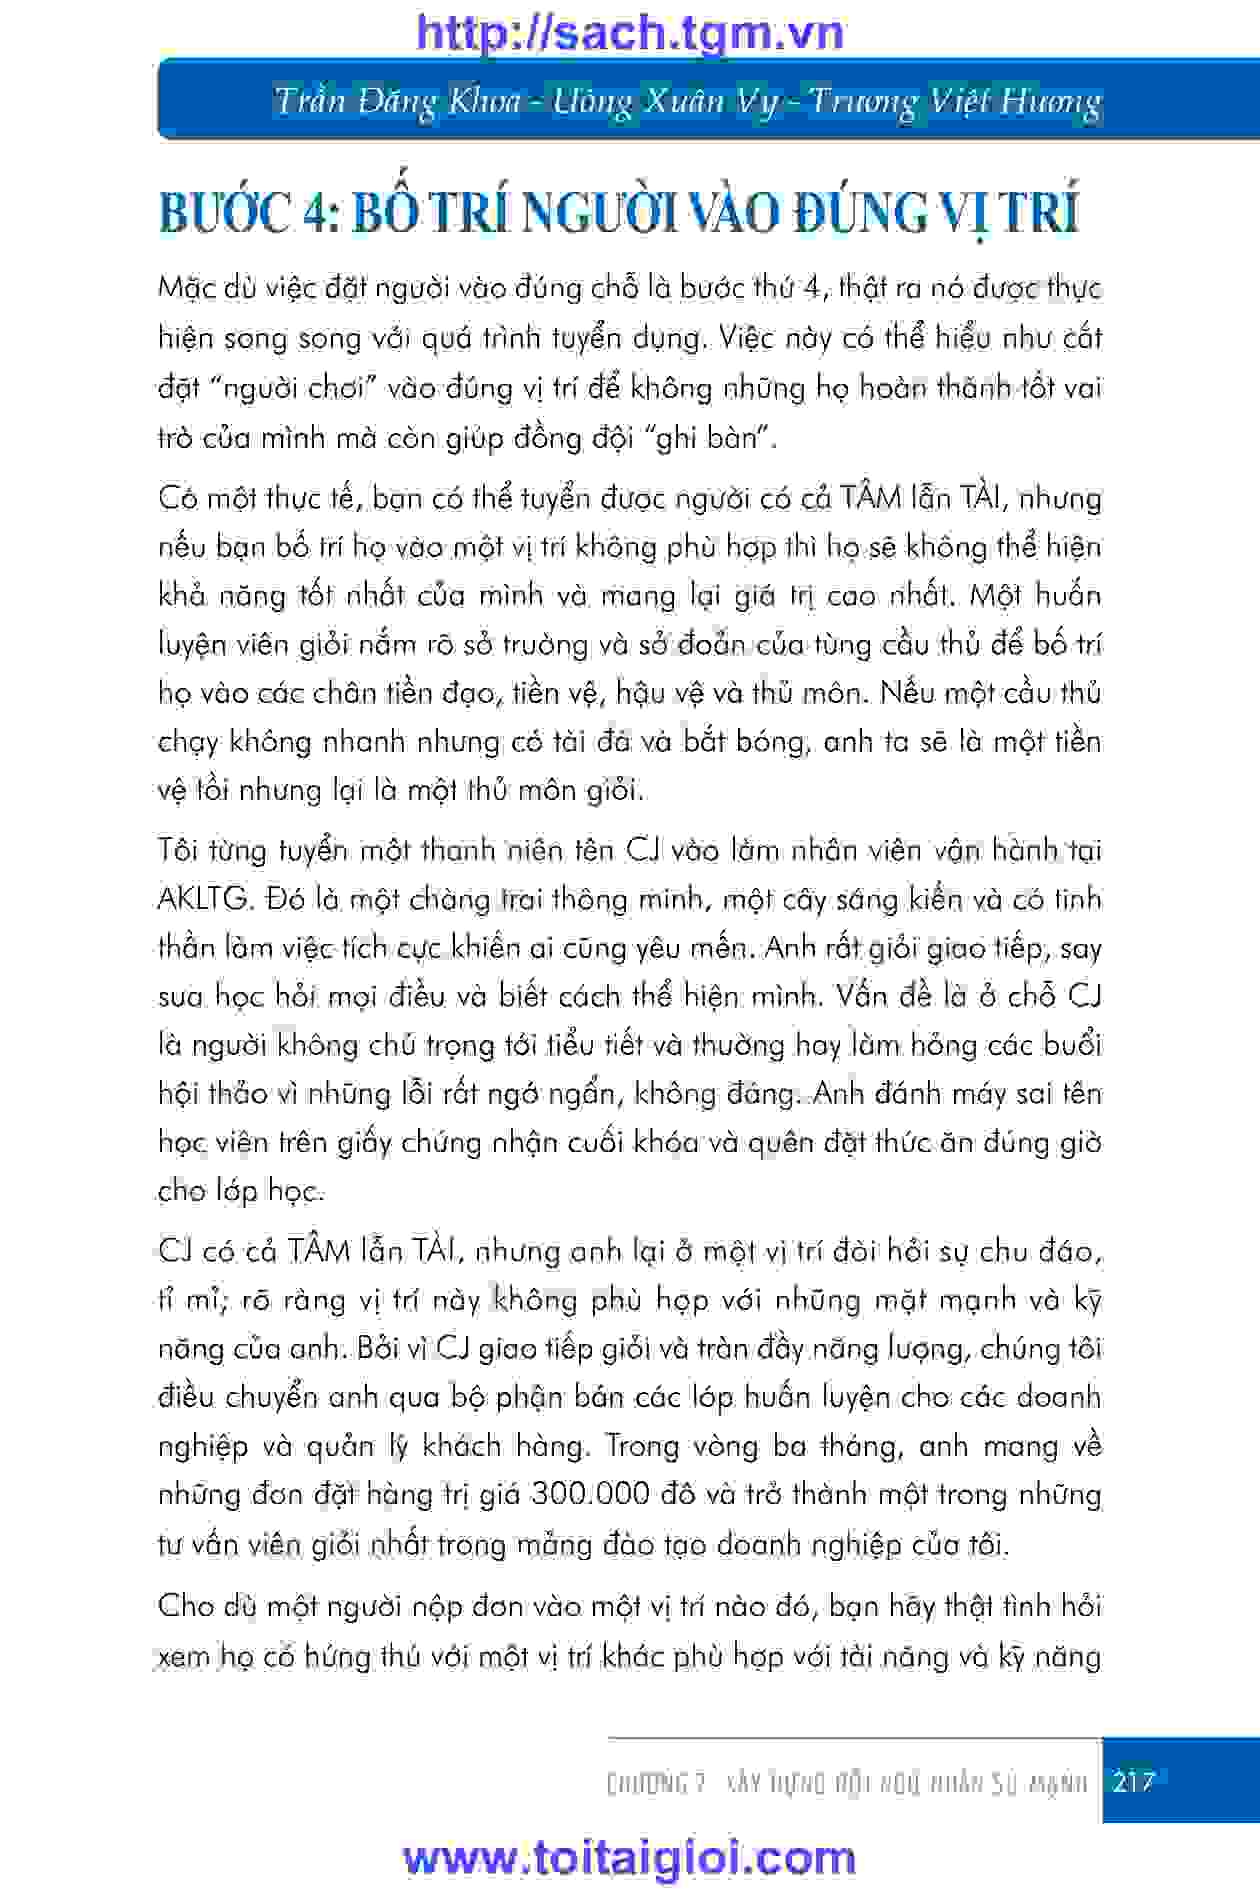 http://sach.tgm.vn
Trần Đăng Khoa - Uông Xuân Vy - Trương Việt Hương
BƯỚC 4: BỐ TRÍ NGƯỜI VÀO ĐÚNG VỊ TRÍ
Mặc dù việc đặt người vào đúng chỗ là bước thứ 4, thật ra nó được thực
hiện song song với quá trình tuyển dụng. Việc này có thể hiểu như cắt
đặt “người chơi” vào đúng vị trí để không những họ hoàn thành tốt vai
trò của mình mà còn giúp đồng đội “ghi bàn”.
Có một thực tế, bạn có thể tuyển được người có cả TÂM lẫn TÀI, nhưng
nếu bạn bố trí họ vào một vị trí không phù hợp thì họ sẽ không thể hiện
khả năng tốt nhất của mình và mang lại giá trị cao nhất. Một huấn
luyện viên giỏi nắm rõ sở trường và sở đoản của từng cầu thủ để bố trí
họ vào các chân tiền đạo, tiền vệ, hậu vệ và thủ môn. Nếu một cầu thủ
chạy không nhanh nhưng có tài đá và bắt bóng, anh ta sẽ là một tiền
vệ tồi nhưng lại là một thủ môn giỏi.
Tôi từng tuyển một thanh niên tên CJ vào làm nhân viên vận hành tại
AKLTG. Đó là một chàng trai thông minh, một cây sáng kiến và có tinh
thần làm việc tích cực khiến ai cũng yêu mến. Anh rất giỏi giao tiếp, say
sưa học hỏi mọi điều và biết cách thể hiện mình. Vấn đề là ở chỗ CJ
là người không chú trọng tới tiểu tiết và thường hay làm hỏng các buổi
hội thảo vì những lỗi rất ngớ ngẩn, không đáng. Anh đánh máy sai tên
học viên trên giấy chứng nhận cuối khóa và quên đặt thức ăn đúng giờ
cho lớp học.
CJ có cả TÂM lẫn TÀI, nhưng anh lại ở một vị trí đòi hỏi sự chu đáo,
tỉ mỉ; rõ ràng vị trí này không phù hợp với những mặt mạnh và kỹ
năng của anh. Bởi vì CJ giao tiếp giỏi và tràn đầy năng lượng, chúng tôi
điều chuyển anh qua bộ phận bán các lớp huấn luyện cho các doanh
nghiệp và quản lý khách hàng. Trong vòng ba tháng, anh mang về
những đơn đặt hàng trị giá 300.000 đô và trở thành một trong những
tư vấn viên giỏi nhất trong mảng đào tạo doanh nghiệp của tôi.
Cho dù một người nộp đơn vào một vị trí nào đó, bạn hãy thật tình hỏi
xem họ có hứng thú với một vị trí khác phù hợp với tài năng và kỹ năng
CHƯƠNG 7 XÂY DỰNG ĐỘI NGŨ NHÂN SỰ MẠNH 217
www.toitaigioi.com